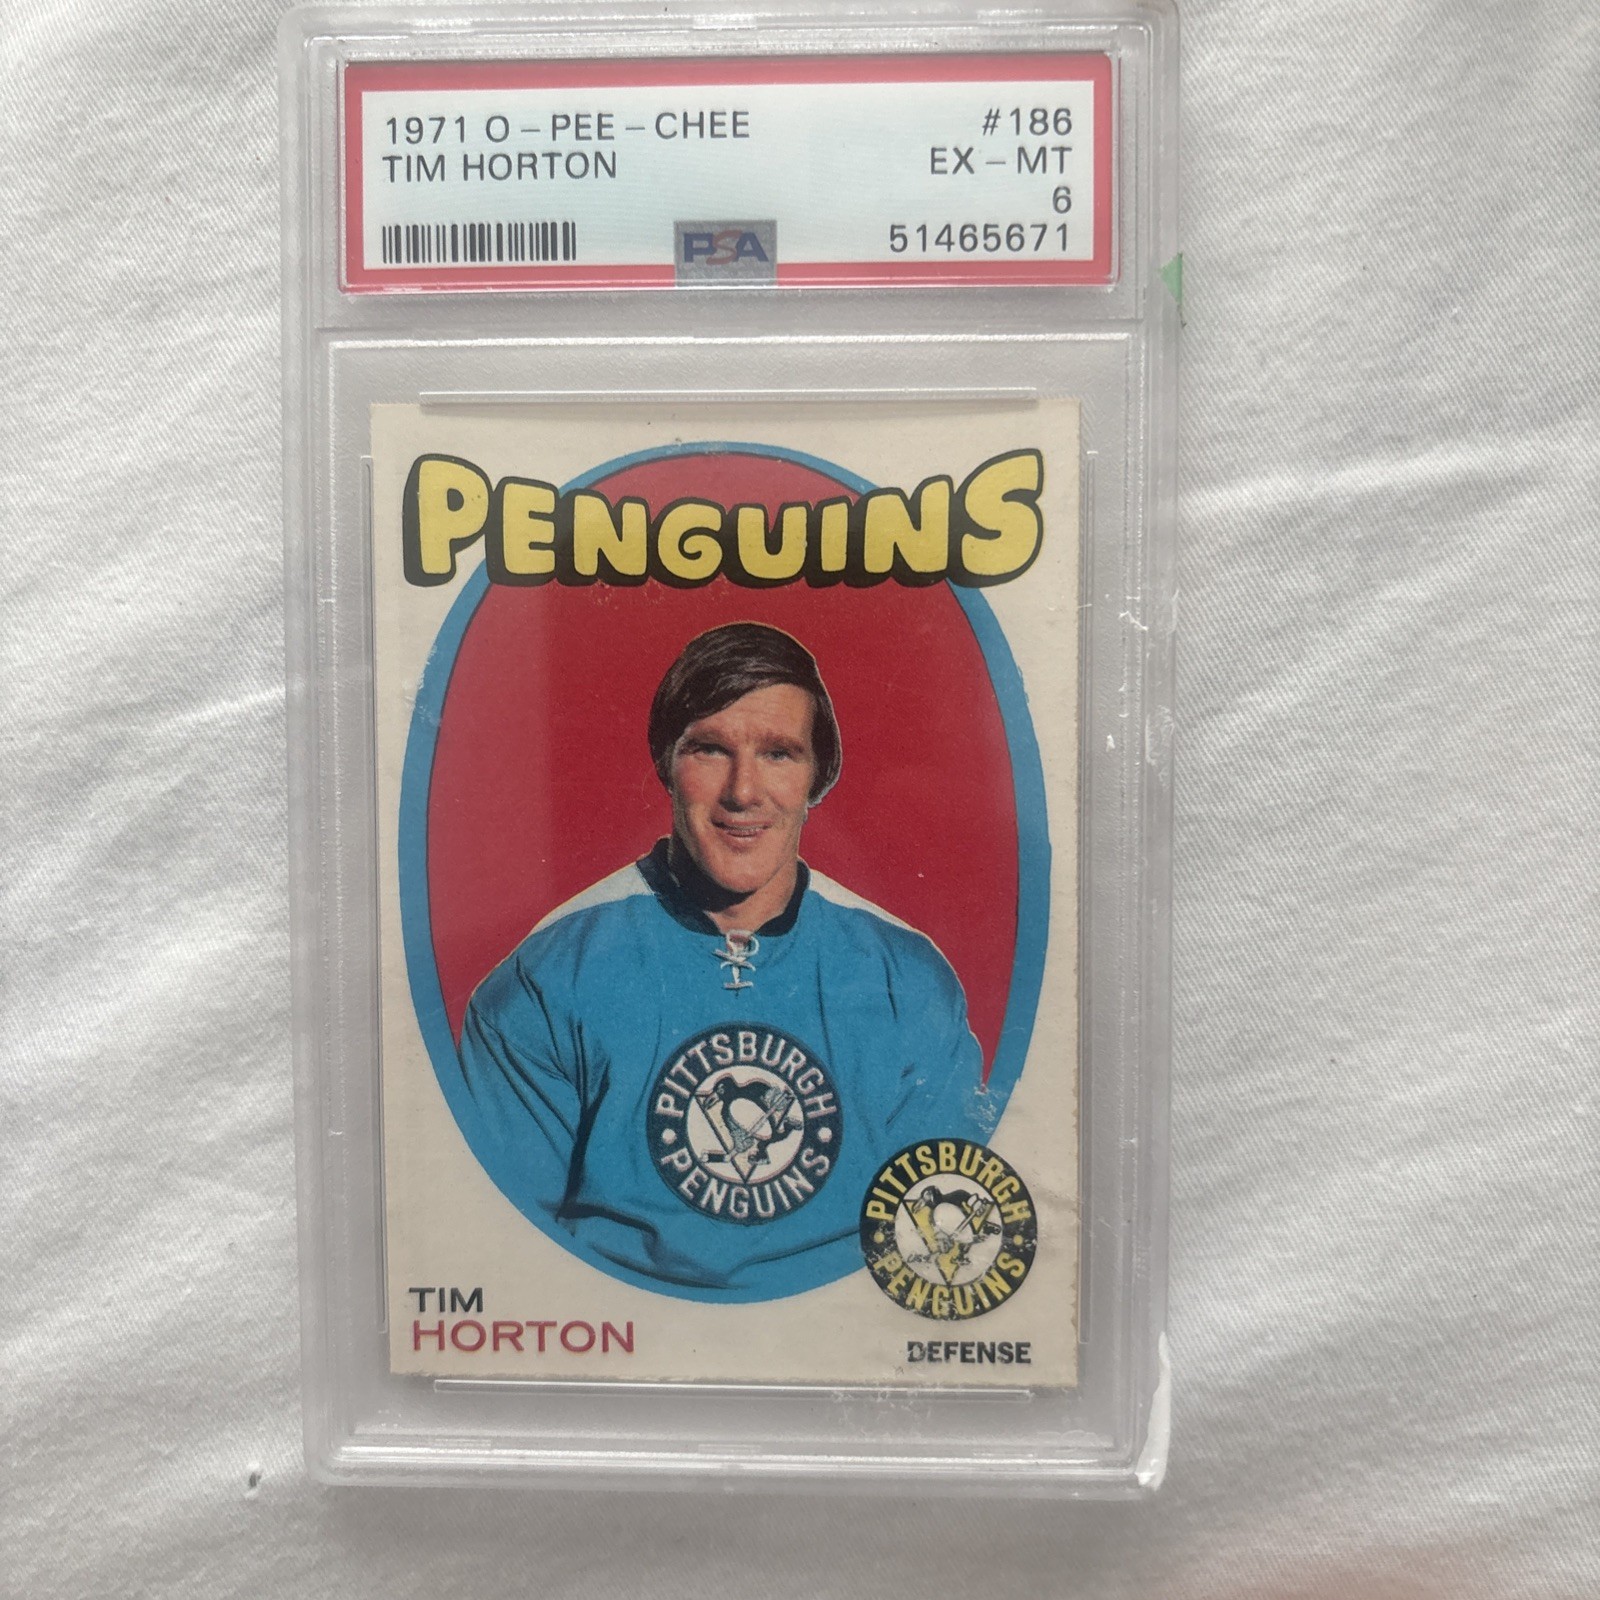 1971 O-PEE-CHEE #186
TIM HORTON EX-MT
6
PSA 51465671
PENGUINS
PITTSBURGH
PENGUINS
PITTSBURGH
PENGUINS
TIM
HORTON
DEFENSE